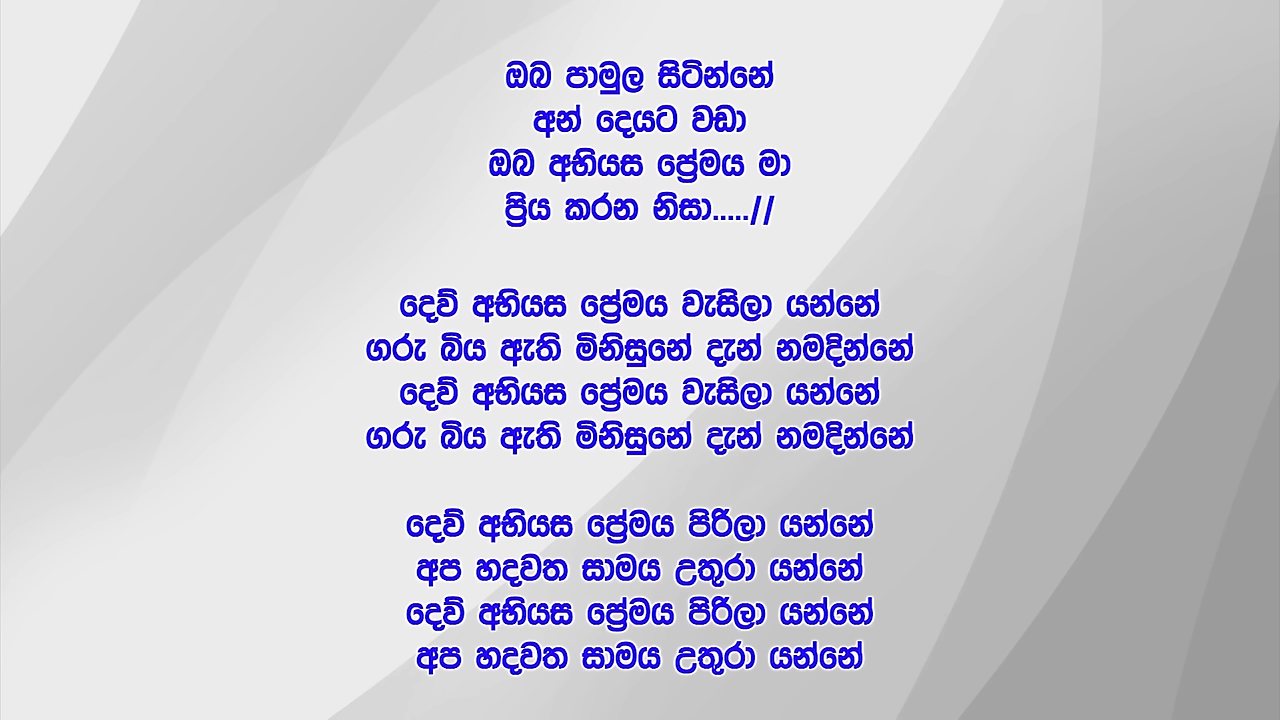 ඔබ පාමුල සිටින්නේ
අන් දෙයට වඩා
ඔබ අභියස ප්‍රේමය මා
ප්‍රිය කරන නිසා.....//
දෙව් අභියස ප්‍රේමය වැසිලා යන්නේ
ගරු බිය ඇති මිනිසුනේ දැන් නමදින්නේ
දෙව් අභියස ප්‍රේමය වැසිලා යන්නේ
ගරු බිය ඇති මිනිසුනේ දැන් නමදින්නේ
දෙව් අභියස ප්‍රේමය පිරිලා යන්නේ
අප හදවත සාමය උතුරා යන්නේ
දෙව් අභියස ප්‍රේමය පිරිලා යන්නේ
අප හදවත සාමය උතුරා යන්නේ